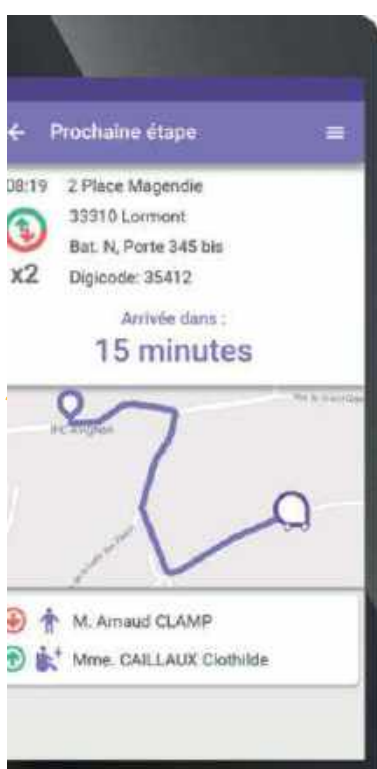 Prochaine étape
08:19 2 Place Magendie
33310 Lormont
Bat. N, Porte 345 bis
x2 Digicode: 35412
Arrivée dans :
15 minutes
M. Arnaud CLAMP
Mme. CAILLAUX Clothilde